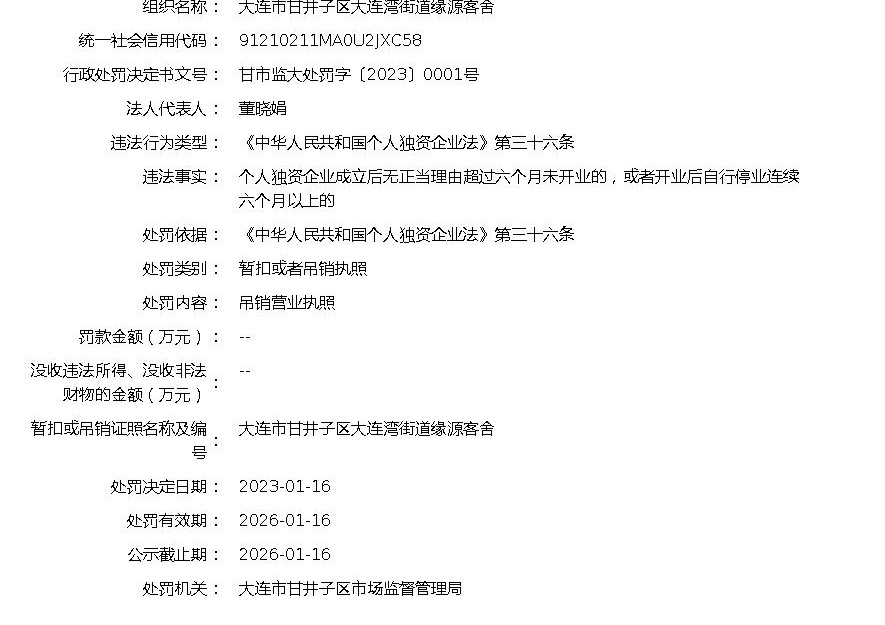 组织名称： 大连市甘井子区大连湾街道缘源客舍
统一社会信用代码： 91210211MA0U2JXC58
行政处罚决定书文号： 甘市监大处罚字〔2023〕0001号
法人代表人： 董晓娟
违法行为类型： 《中华人民共和国个人独资企业法》第三十六条
违法事实： 个人独资企业成立后无正当理由超过六个月未开业的，或者开业后自行停业连续
六个月以上的
处罚依据： 《中华人民共和国个人独资企业法》第三十六条
处罚类别： 暂扣或者吊销执照
处罚内容： 吊销营业执照
罚款金额（万元）： --
没收违法所得、没收非法
财物的金额（万元）： --
暂扣或吊销证照名称及编
号： 大连市甘井子区大连湾街道缘源客舍
处罚决定日期： 2023-01-16
处罚有效期： 2026-01-16
公示截止期： 2026-01-16
处罚机关： 大连市甘井子区市场监督管理局